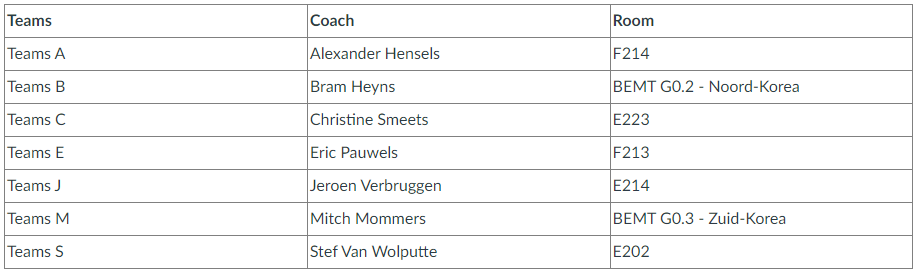 Teams Coach Room
Teams A Alexander Hensels F214
Teams B Bram Heyns BEMT G0.2 - Noord-Korea
Teams C Christine Smeets E223
Teams E Eric Pauwels F213
Teams J Jeroen Verbruggen E214
Teams M Mitch Mommers BEMT G0.3 - Zuid-Korea
Teams S Stef Van Wolputte E202